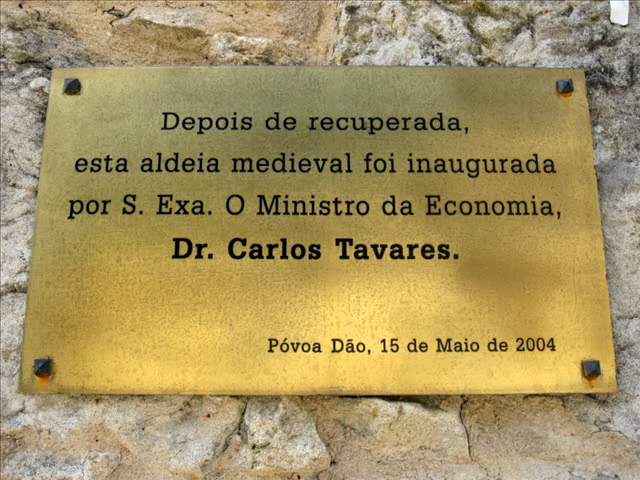 Depois de recuperada,
esta aldeia medieval foi inaugurada
por S. Exa. O Ministro da Economia,
Dr. Carlos Tavares.
Póvoa Dão, 15 de Maio de 2004